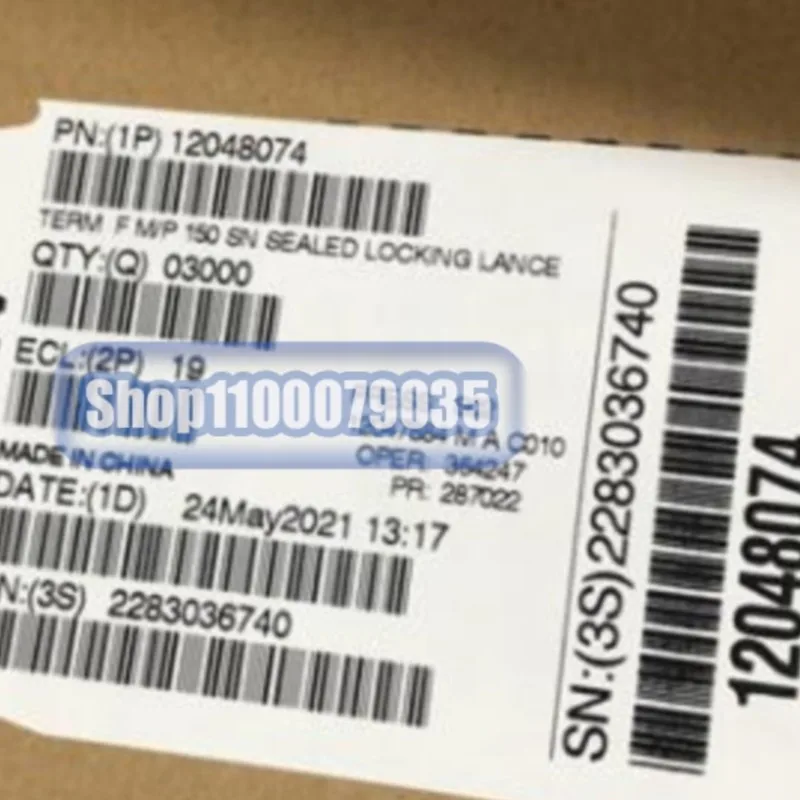 PN:(1P) 12048074
TERM F M/P 150 SN SEALED LOCKING LANCE
QTY:(Q) 03000
ECL:(2P) 19
Shop1100079035
M A C010
MADE IN CHINA
OPER: 364247
PR: 287022
DATE:(1D) 24May2021 13:17
N:(3S) 2283036740
SN:(3S)2283036740
12048074